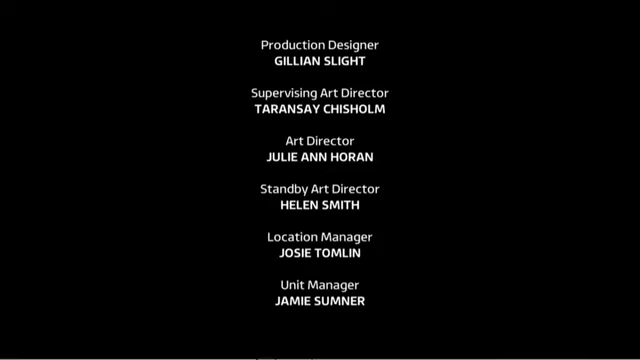 Production Designer
GILLIAN SLIGHT
Supervising Art Director
TARANSAY CHISHOLM
Art Director
JULIE ANN HORAN
Standby Art Director
HELEN SMITH
Location Manager
JOSIE TOMLIN
Unit Manager
JAMIE SUMNER